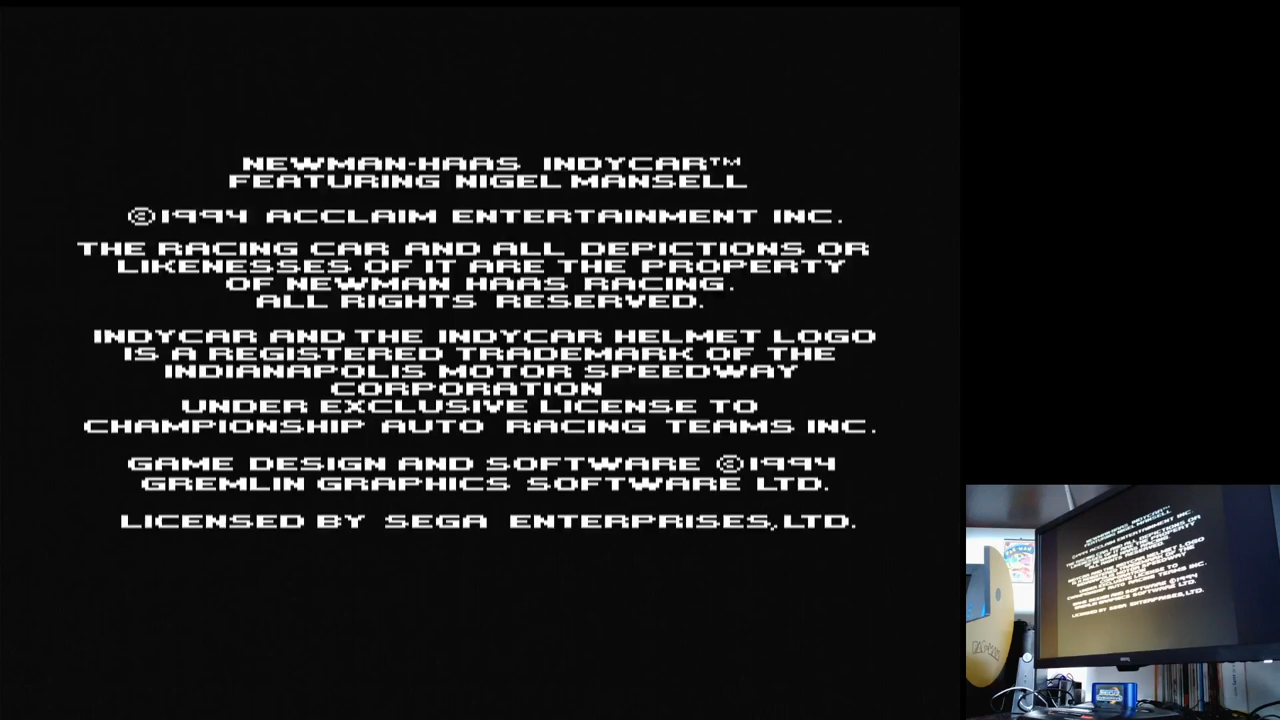 NEWMAN-HAAS INDYCAR™
FEATURING NIGEL MANSELL
©1994 ACCLAIM ENTERTAINMENT INC.
THE RACING CAR AND ALL DEPICTIONS OR
LIKENESSES OF IT ARE THE PROPERTY
OF NEWMAN HAAS RACING.
ALL RIGHTS RESERVED.
INDYCAR AND THE INDYCAR HELMET LOGO
IS A REGISTERED TRADEMARK OF THE
INDIANAPOLIS MOTOR SPEEDWAY
CORPORATION
UNDER EXCLUSIVE LICENSE TO
CHAMPIONSHIP AUTO RACING TEAMS INC.
GAME DESIGN AND SOFTWARE ©1994
GREMLIN GRAPHICS SOFTWARE LTD.
LICENSED BY SEGA ENTERPRISES,LTD.